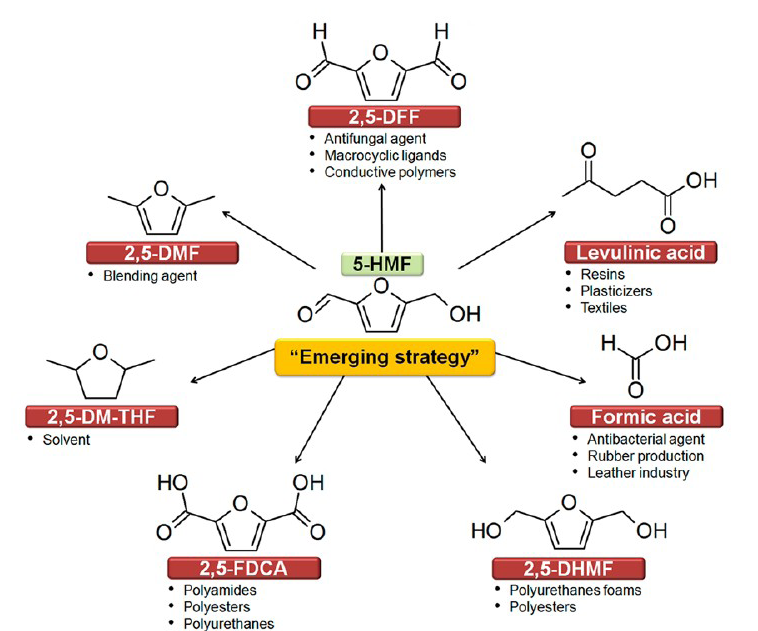 H H
O
O O
2,5-DFF
• Antifungal agent
• Macrocyclic ligands
• Conductive polymers
O
2,5-DMF
• Blending agent
O
OH
O
Levulinic acid
• Resins
• Plasticizers
• Textiles
5-HMF
O
O
OH
“Emerging strategy”
O
2,5-DM-THF
• Solvent
H OH
O
Formic acid
• Antibacterial agent
• Rubber production
• Leather industry
HO OH
O
O O
2,5-FDCA
• Polyamides
• Polyesters
• Polyurethanes
O
HO OH
2,5-DHMF
• Polyurethanes foams
• Polyesters